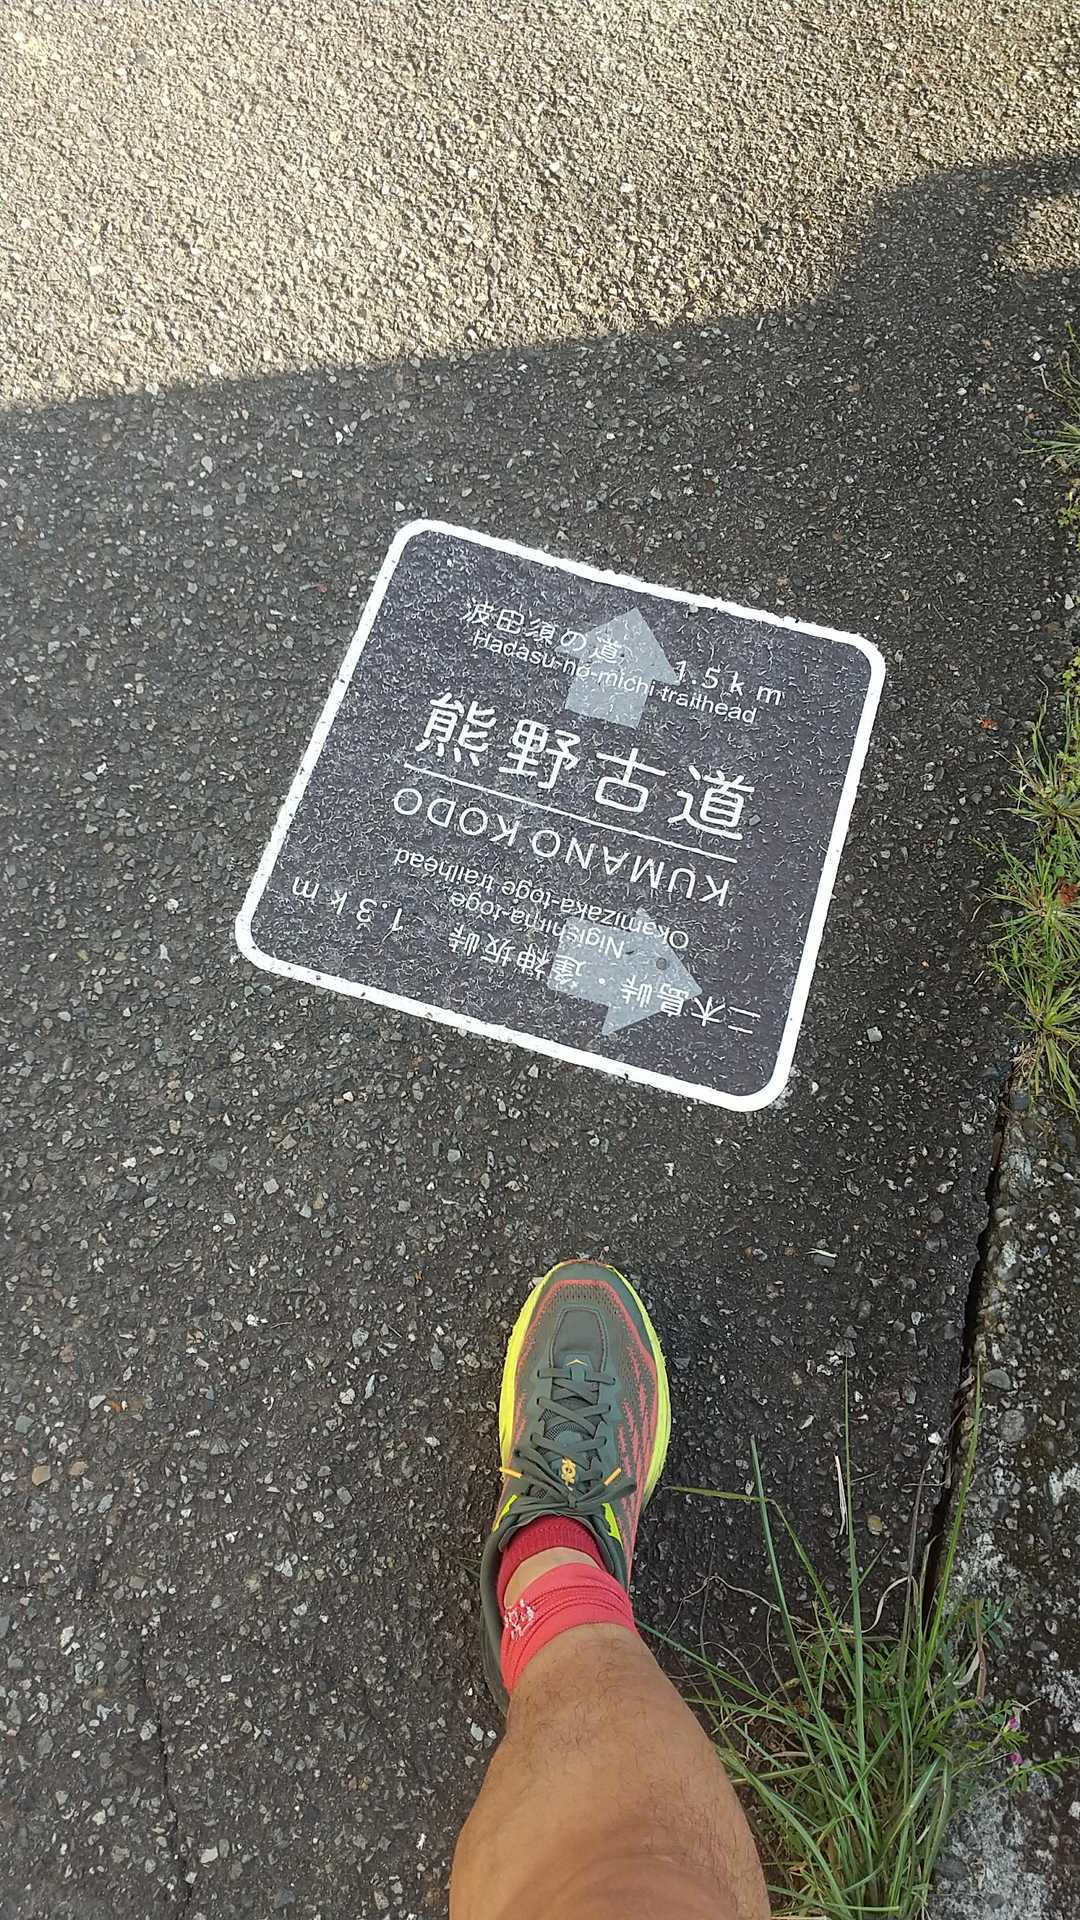 波田須の道 1.5km
Hadasu-no-michi trailhead
熊野古道
KUMANO KODO
二木島峠・逢神坂峠 1.3km
Nigishima-toge
Okamizaka-toge trailhead